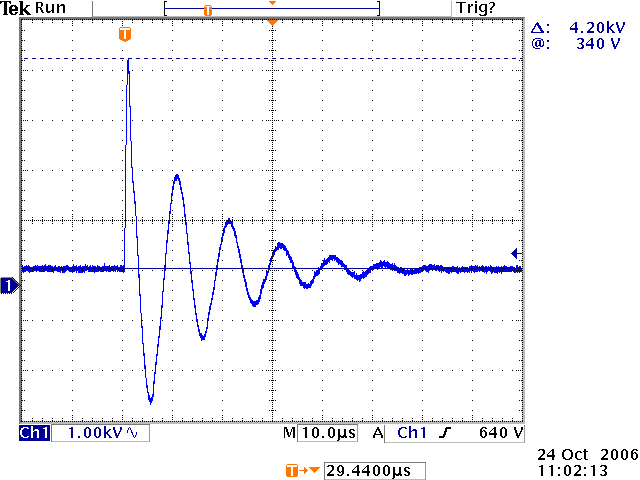 Tek Run Trig?
T
T
Δ: 4.20kV
@: 340 V
1
Ch1 1.00kV∿ M 10.0µs A Ch1 ƒ 640 V
T→▼ 29.4400µs
24 Oct 2006
11:02:13